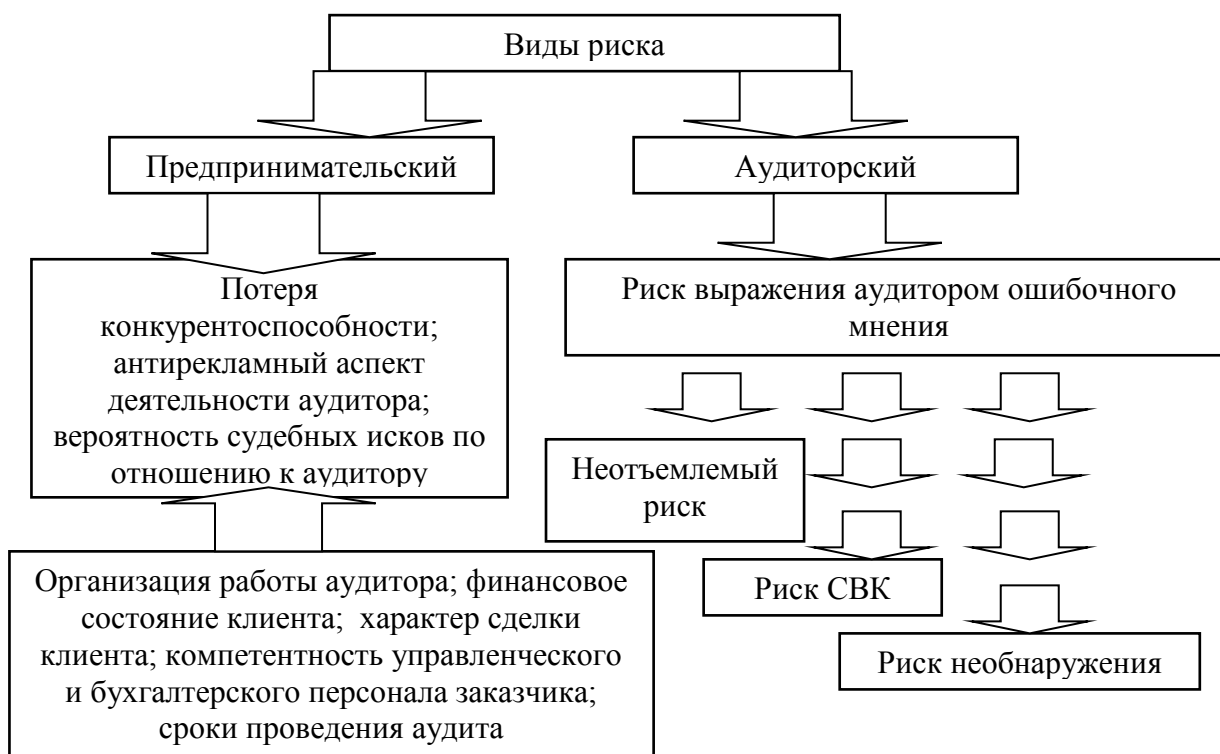 Виды риска
Предпринимательский
Аудиторский
Потеря
конкурентоспособности;
антирекламный аспект
деятельности аудитора;
вероятность судебных исков по
отношению к аудитору
Риск выражения аудитором ошибочного
мнения
Неотъемлемый
риск
Риск СВК
Риск необнаружения
Организация работы аудитора; финансовое
состояние клиента; характер сделки
клиента; компетентность управленческого
и бухгалтерского персонала заказчика;
сроки проведения аудита